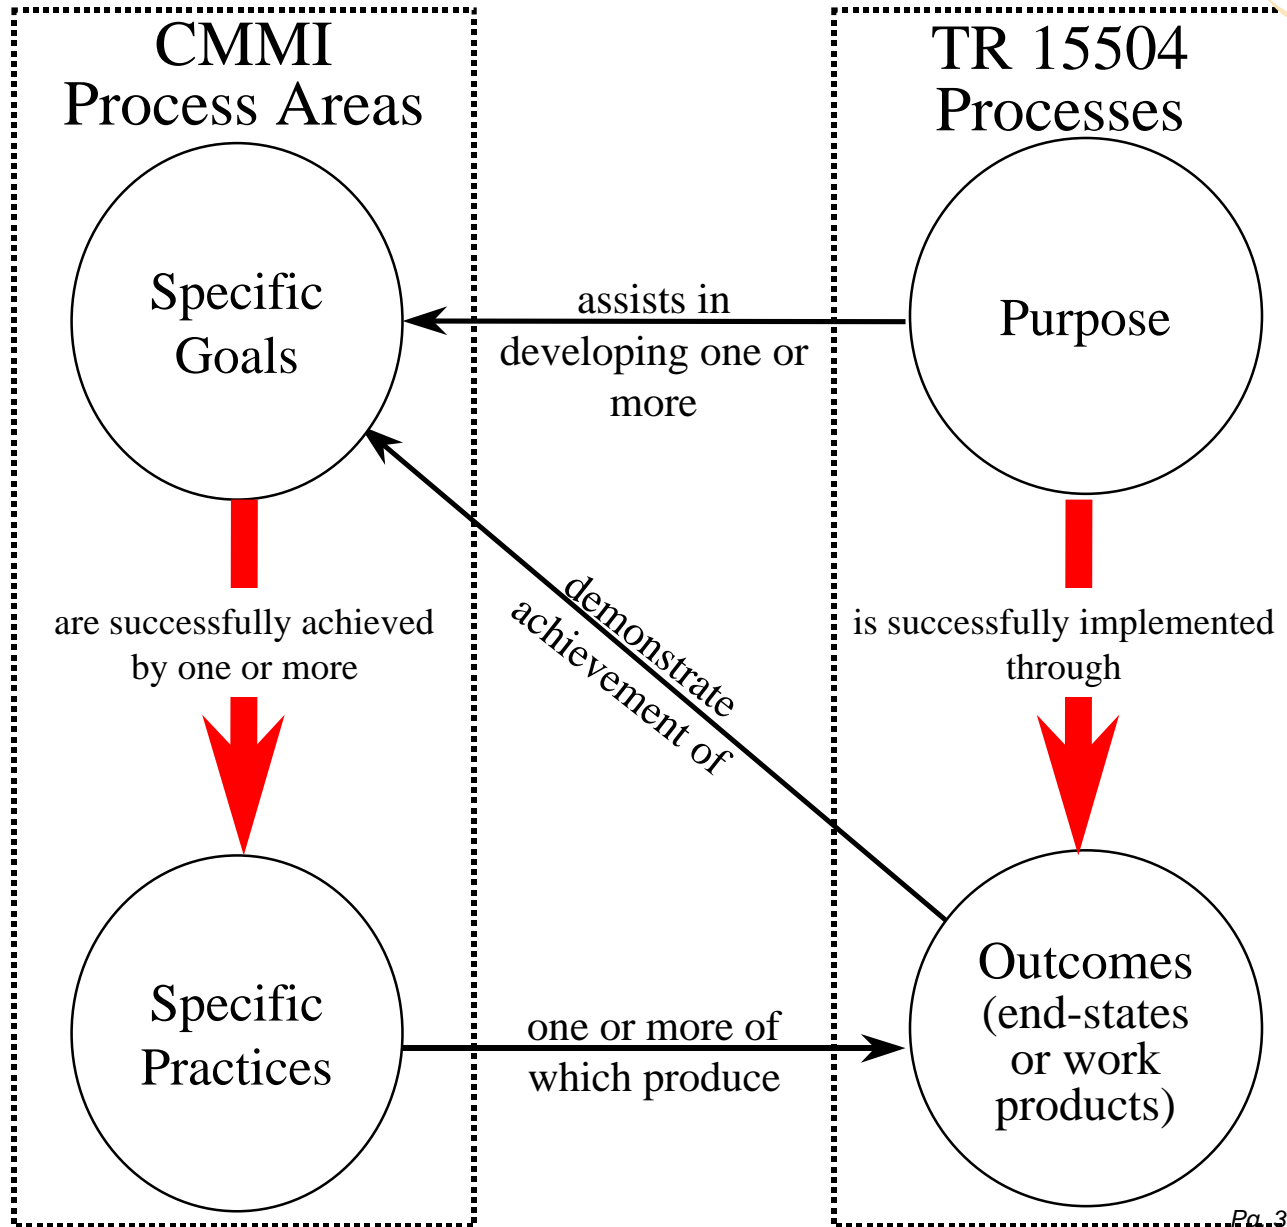 CMMI
Process Areas
TR 15504
Processes
Specific
Goals
assists in
developing one or
more
Purpose
are successfully achieved
by one or more
demonstrate
achievement of
is successfully implemented
through
Specific
Practices
one or more of
which produce
Outcomes
(end-states
or work
products)
Pg. 3